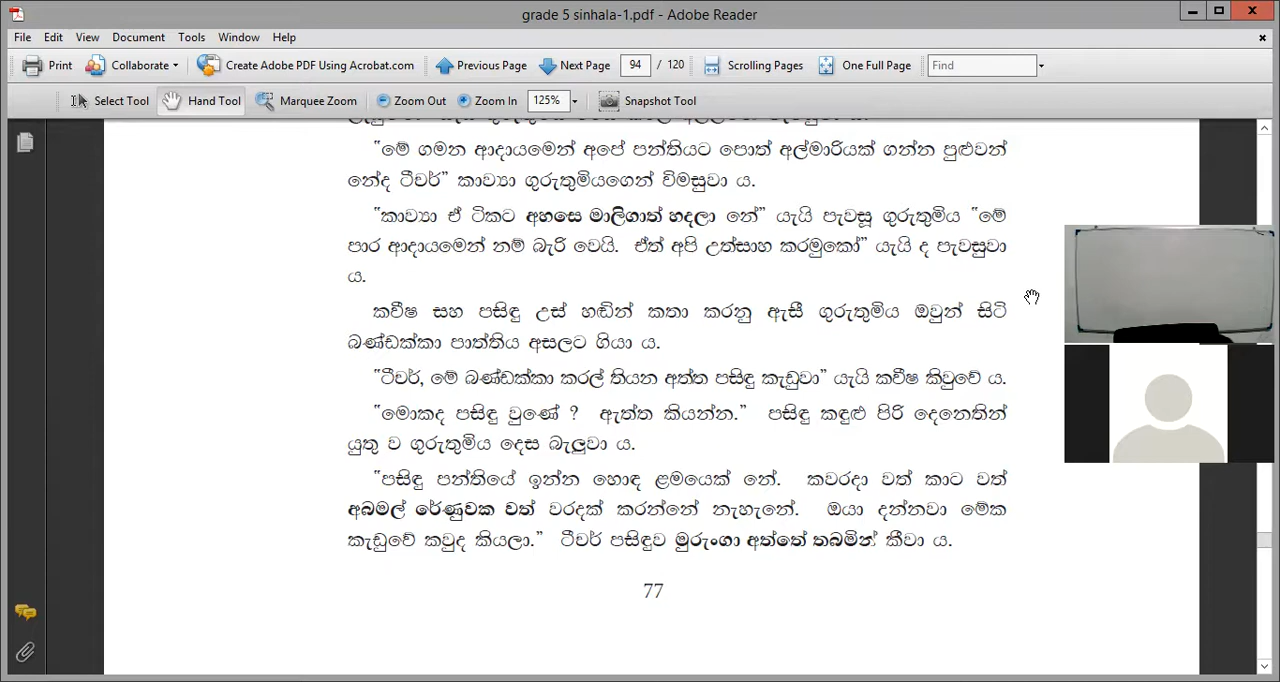 grade 5 sinhala-1.pdf - Adobe Reader
File Edit View Document Tools Window Help
Print Collaborate Create Adobe PDF Using Acrobat.com Previous Page Next Page 94 / 120 Scrolling Pages One Full Page Find
Select Tool Hand Tool Marquee Zoom Zoom Out Zoom In 125% Snapshot Tool
“මේ ගමන ආදායමෙන් අපේ පන්තියට පොත් අල්මාරියක් ගන්න පුළුවන්
නේද ටීචර්” කාව්‍යා ගුරුතුමියගෙන් විමසුවා ය.
“කාව්‍යා ඒ ටිකට අහසෙ මාලිගාත් හදලා නේ” යැයි පැවසූ ගුරුතුමිය “මේ
පාර ආදායමෙන් නම් බැරි වෙයි. ඒත් අපි උත්සාහ කරමුකෝ” යැයි ද පැවසුවා
ය.
කවීෂ සහ පසිඳු උස් හඬින් කතා කරනු ඇසී ගුරුතුමිය ඔවුන් සිටි
බණ්ඩක්කා පාත්තිය අසලට ගියා ය.
“ටීචර්, මේ බණ්ඩක්කා කරල් තියන අත්ත පසිඳු කැඩුවා” යැයි කවීෂ කිවුවේ ය.
“මොකද පසිඳු වුණේ ? ඇත්ත කියන්න.” පසිඳු කඳුළු පිරි දෙනෙතින්
යුතු ව ගුරුතුමිය දෙස බැලුවා ය.
“පසිඳු පන්තියේ ඉන්න හොඳ ළමයෙක් නේ. කවරදා වත් කාට වත්
අබමල් රේණුවක වත් වරදක් කරන්නේ නැහැනේ. ඔයා දන්නවා මේක
කැඩුවේ කවුද කියලා.” ටීචර් පසිඳුව මුරුංගා අත්තේ තබමින් කීවා ය.
77